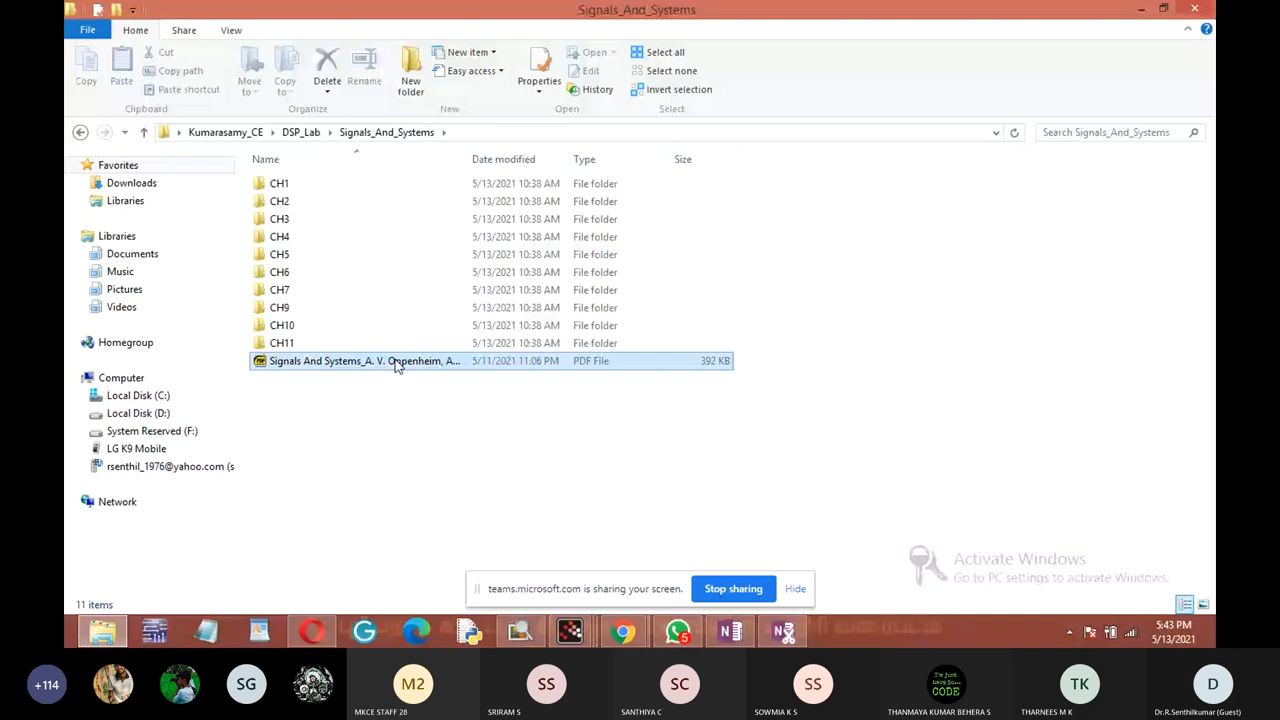 Signals_And_Systems
File Home Share View
Cut
Copy path
Paste shortcut
Copy Paste
Move to Copy to Delete Rename
New folder
New item
Easy access
Properties
Open
Edit
History
Select all
Select none
Invert selection
Clipboard Organize New Open Select
Kumarasamy_CE DSP_Lab Signals_And_Systems
Search Signals_And_Systems
Name Date modified Type Size
Favorites
Downloads
Libraries
Libraries
Documents
Music
Pictures
Videos
Homegroup
Computer
Local Disk (C:)
Local Disk (D:)
System Reserved (F:)
LG K9 Mobile
rsenthil_1976@yahoo.com (s
Network
CH1 5/13/2021 10:38 AM File folder
CH2 5/13/2021 10:38 AM File folder
CH3 5/13/2021 10:38 AM File folder
CH4 5/13/2021 10:38 AM File folder
CH5 5/13/2021 10:38 AM File folder
CH6 5/13/2021 10:38 AM File folder
CH7 5/13/2021 10:38 AM File folder
CH9 5/13/2021 10:38 AM File folder
CH10 5/13/2021 10:38 AM File folder
CH11 5/13/2021 10:38 AM File folder
Signals And Systems_A. V. Oppenheim, A... 5/11/2021 11:06 PM PDF File 392 KB
Activate Windows
Go to PC settings to activate Windows.
teams.microsoft.com is sharing your screen. Stop sharing Hide
11 items
5:43 PM
5/13/2021
+114 SG M2 SS SC SS TK D
I'm just here to... CODE
MKCE STAFF 28 SRIRAM S SANTHIYA C SOWMIA K S THANMAYA KUMAR BEHERA S THARNEES M K Dr.R.Senthilkumar (Guest)